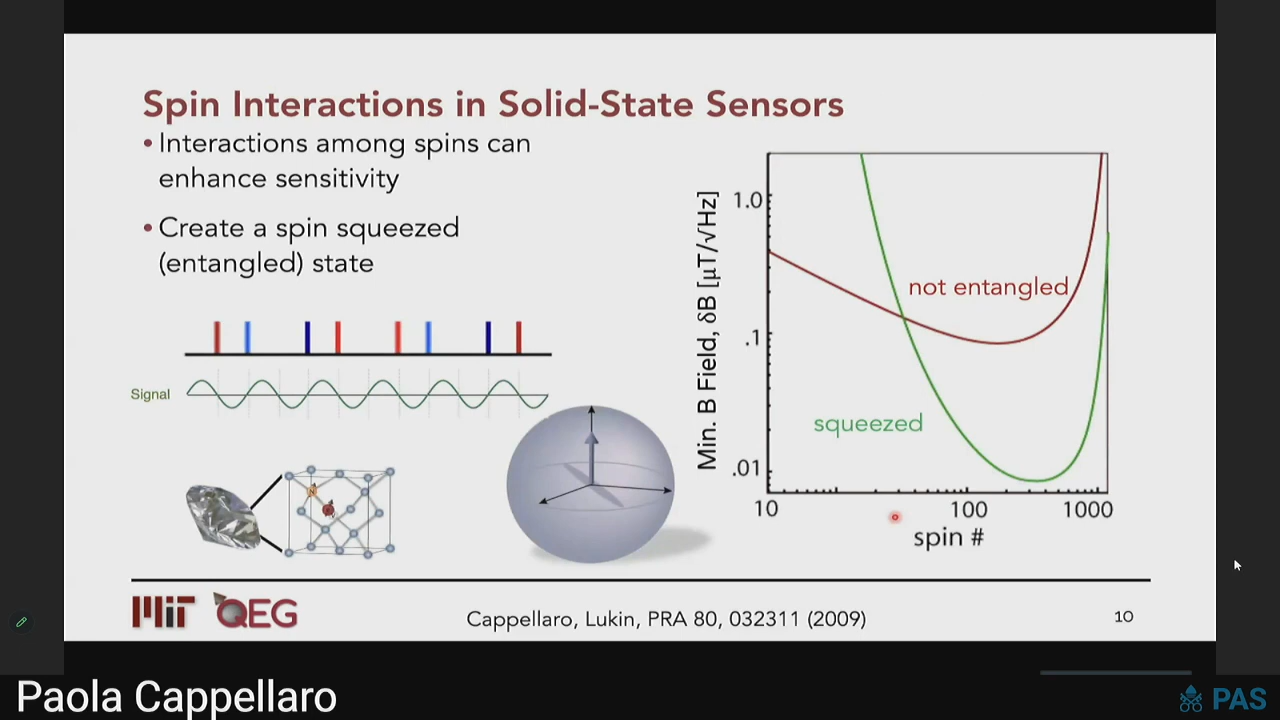 Spin Interactions in Solid-State Sensors
• Interactions among spins can
enhance sensitivity
• Create a spin squeezed
(entangled) state
Signal
N
Min. B Field, δB [µT/√Hz]
1.0
.1
.01
10
100
1000
spin #
not entangled
squeezed
MIT QEG
Cappellaro, Lukin, PRA 80, 032311 (2009)
10
Paola Cappellaro
PAS